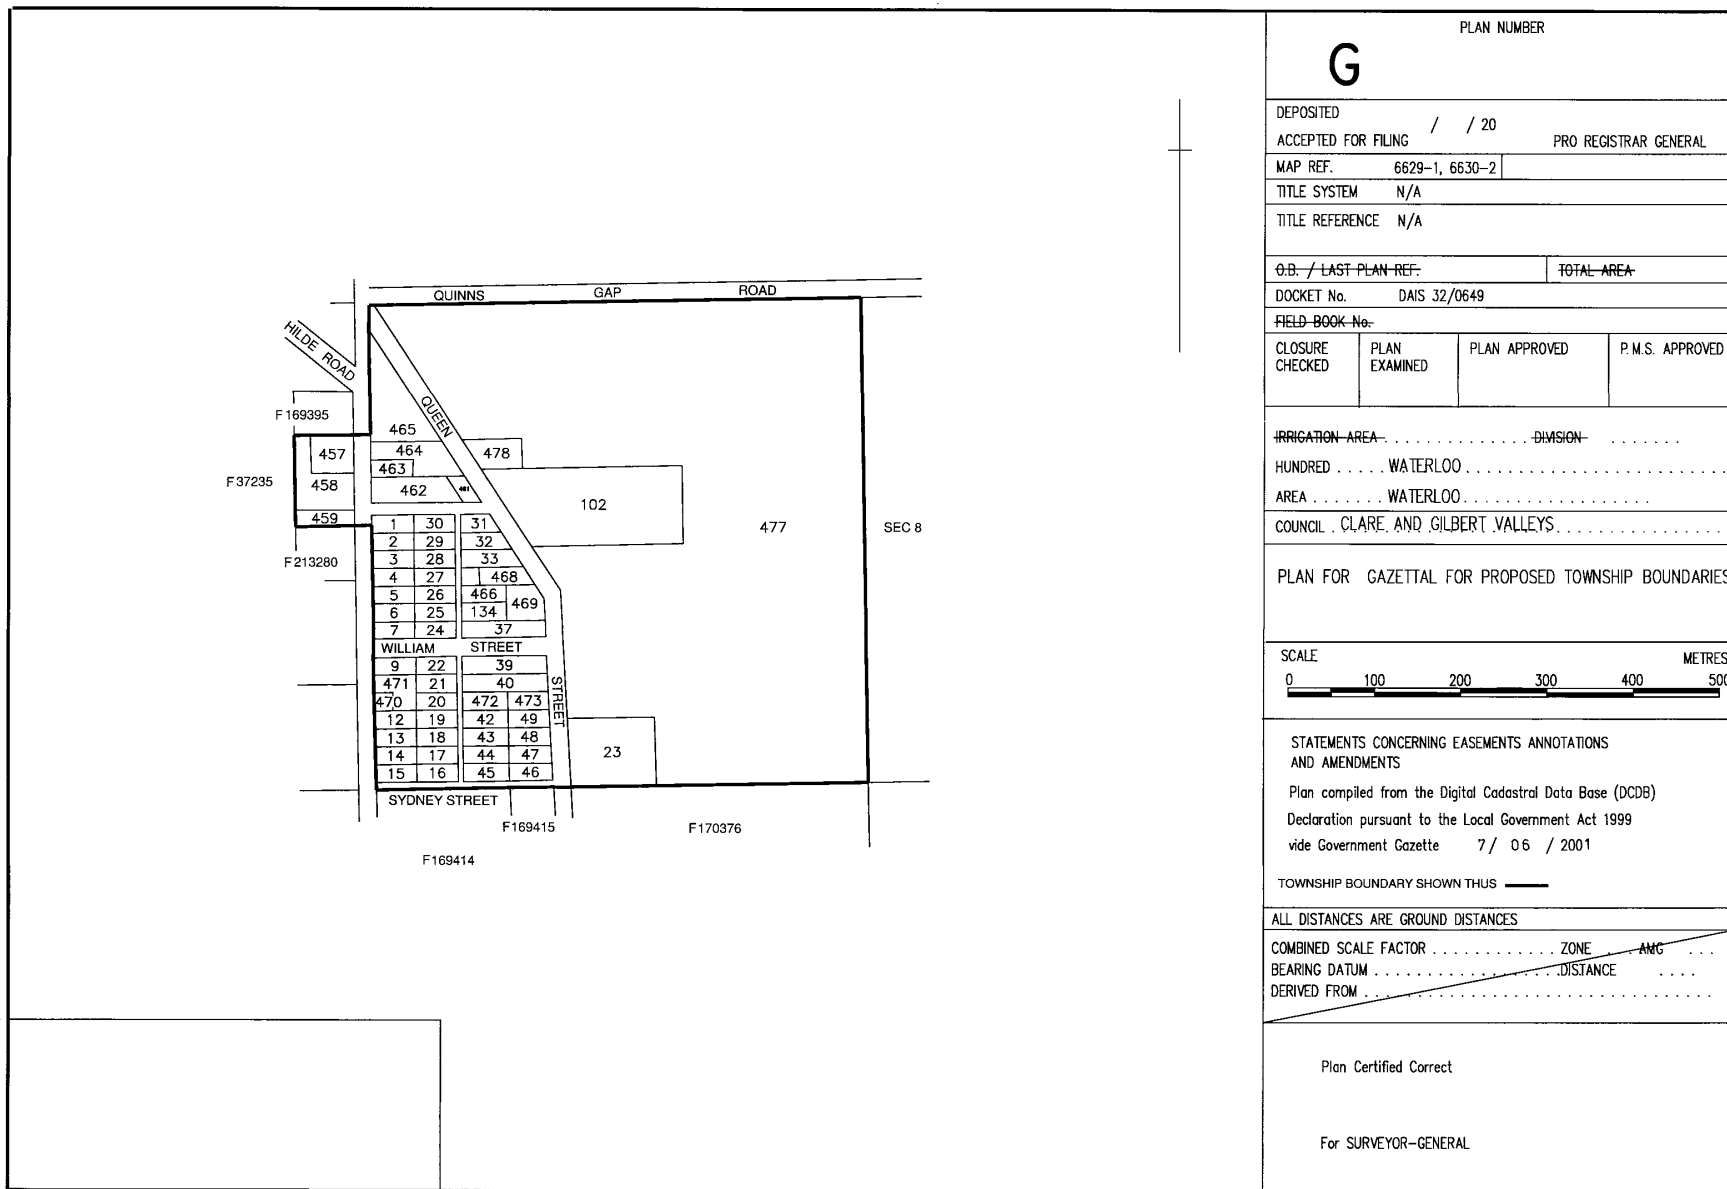 QUINNS GAP ROAD
HILDE ROAD
QUEEN
F 169395
465
464
478
457
463
F 37235
458
462
461
102
477
SEC 8
459
1 30 31
2 29 32
3 28 33
F 213280
4 27 468
5 26 466
469
6 25 134
7 24 37
WILLIAM STREET
9 22 39
471 21 40
STREET
470 20 472 473
12 19 42 49
13 18 43 48
23
14 17 44 47
15 16 45 46
SYDNEY STREET
F169415
F170376
F169414
PLAN NUMBER
G
DEPOSITED
/ / 20
ACCEPTED FOR FILING PRO REGISTRAR GENERAL
MAP REF. 6629-1, 6630-2
TITLE SYSTEM N/A
TITLE REFERENCE N/A
O.B. / LAST PLAN REF. TOTAL AREA
DOCKET No. DAIS 32/0649
FIELD BOOK No.
CLOSURE CHECKED
PLAN EXAMINED
PLAN APPROVED
P.M.S. APPROVED
IRRIGATION AREA . . . . . . . . . . . . . . DIVISION . . . . . . .
HUNDRED . . . . . WATERLOO . . . . . . . . . . . . . . . . . . . . . . . . . .
AREA . . . . . . . WATERLOO . . . . . . . . . . . . . . . . . .
COUNCIL . CLARE AND GILBERT VALLEYS . . . . . . . . . . . . . . . .
PLAN FOR GAZETTAL FOR PROPOSED TOWNSHIP BOUNDARIES
SCALE METRES
0 100 200 300 400 500
STATEMENTS CONCERNING EASEMENTS ANNOTATIONS
AND AMENDMENTS
Plan compiled from the Digital Cadastral Data Base (DCDB)
Declaration pursuant to the Local Government Act 1999
vide Government Gazette 7/ 06 / 2001
TOWNSHIP BOUNDARY SHOWN THUS
ALL DISTANCES ARE GROUND DISTANCES
COMBINED SCALE FACTOR . . . . . . . . . . . . ZONE . . . . AMG . . .
BEARING DATUM . . . . . . . . . . . . . . . . . . DISTANCE . . . .
DERIVED FROM . . . . . . . . . . . . . . . . . . . . . . . . . . . . . . . . . .
Plan Certified Correct
For SURVEYOR-GENERAL